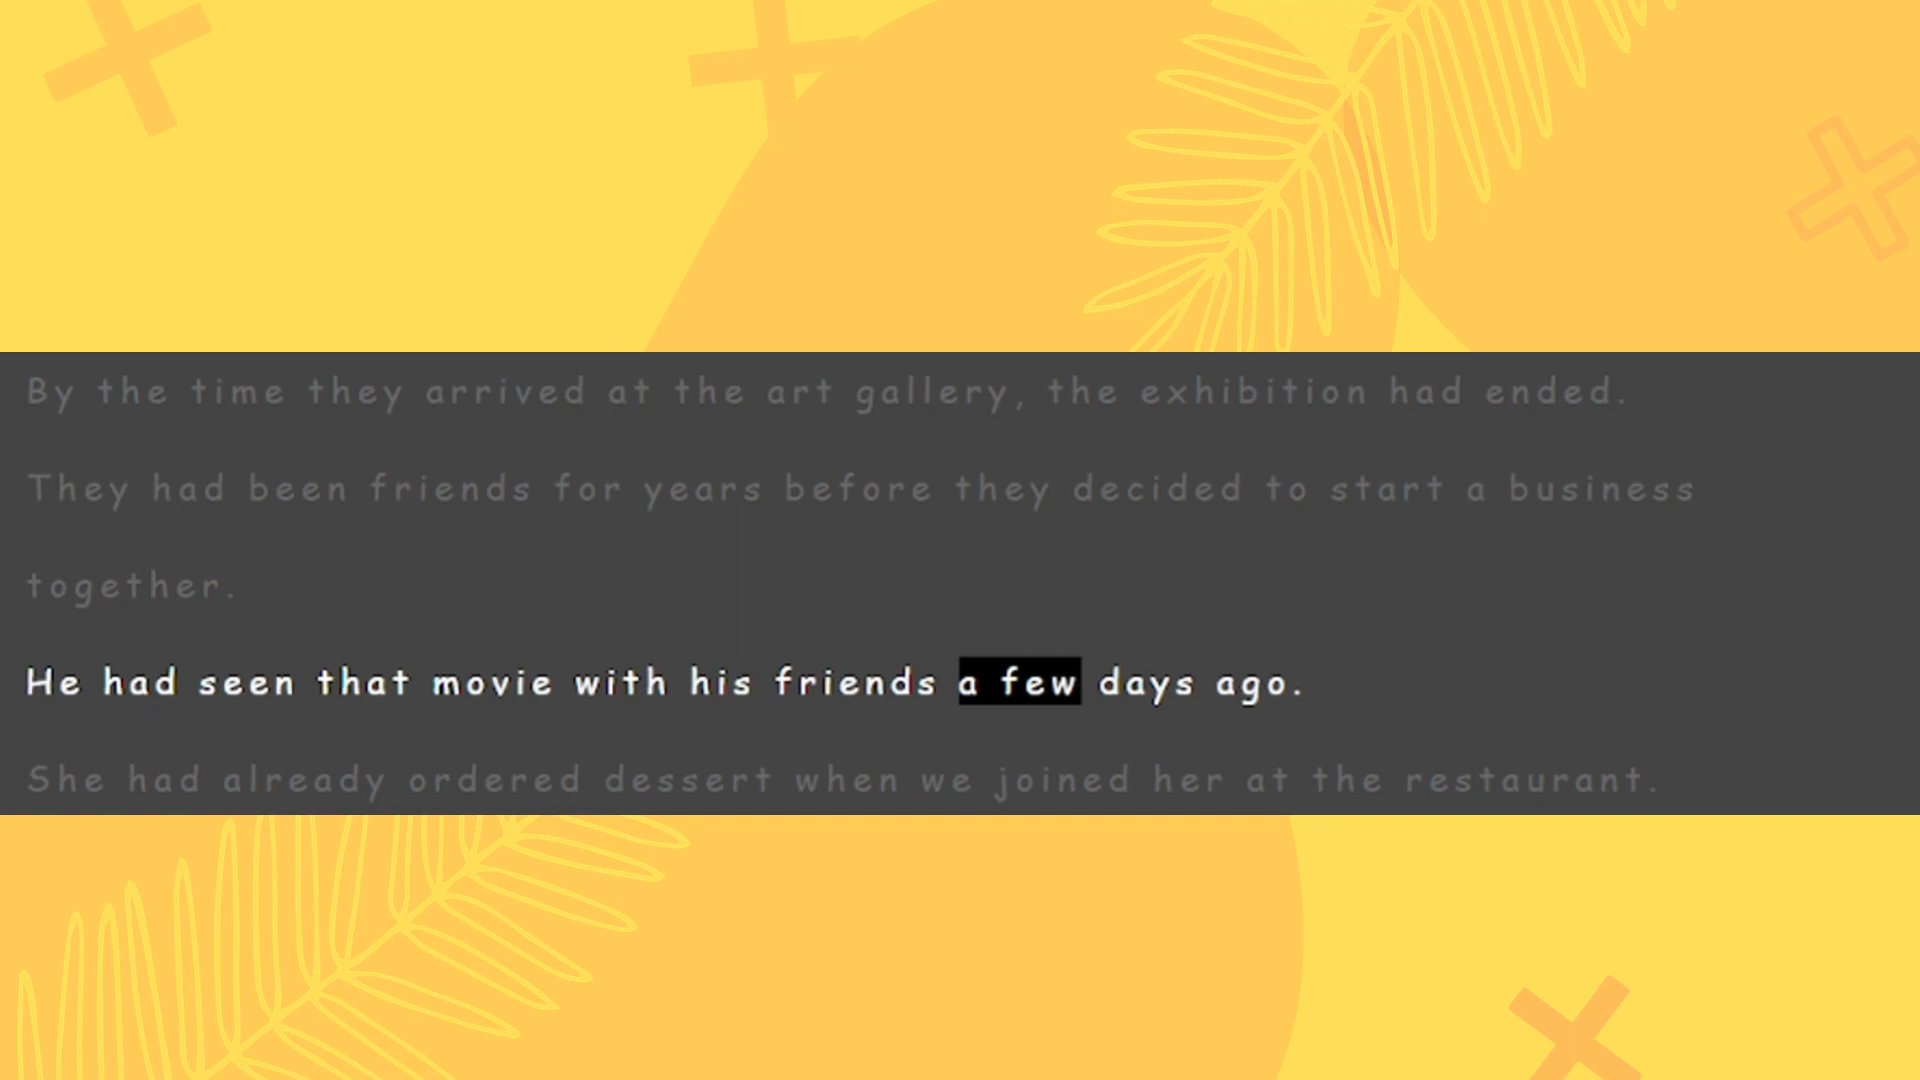 By the time they arrived at the art gallery, the exhibition had ended.
They had been friends for years before they decided to start a business
together.
He had seen that movie with his friends a few days ago.
She had already ordered dessert when we joined her at the restaurant.